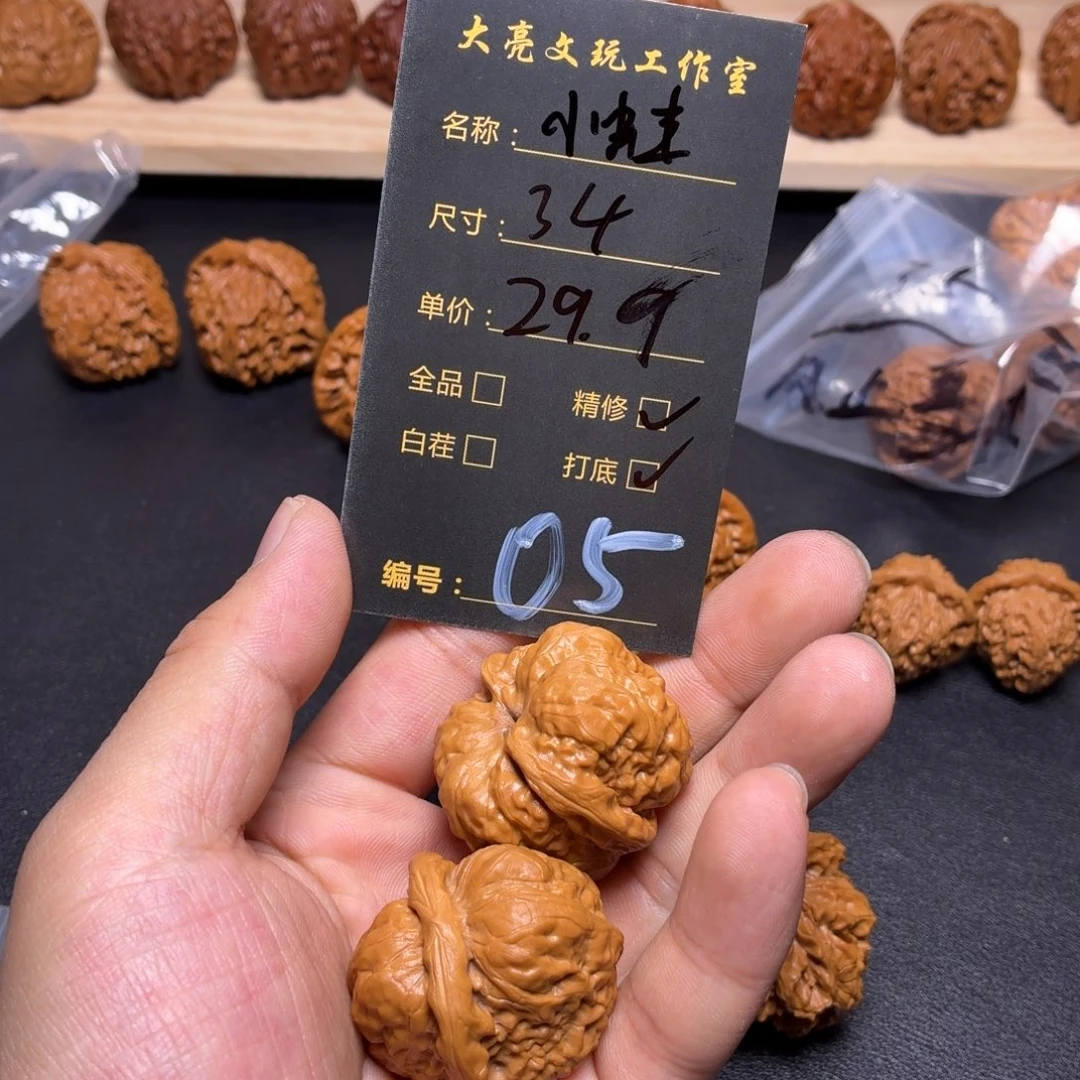 大亮文玩工作室
名称：
尺寸：34
单价：29.9
全品 精修
白茬 打底
编号：05